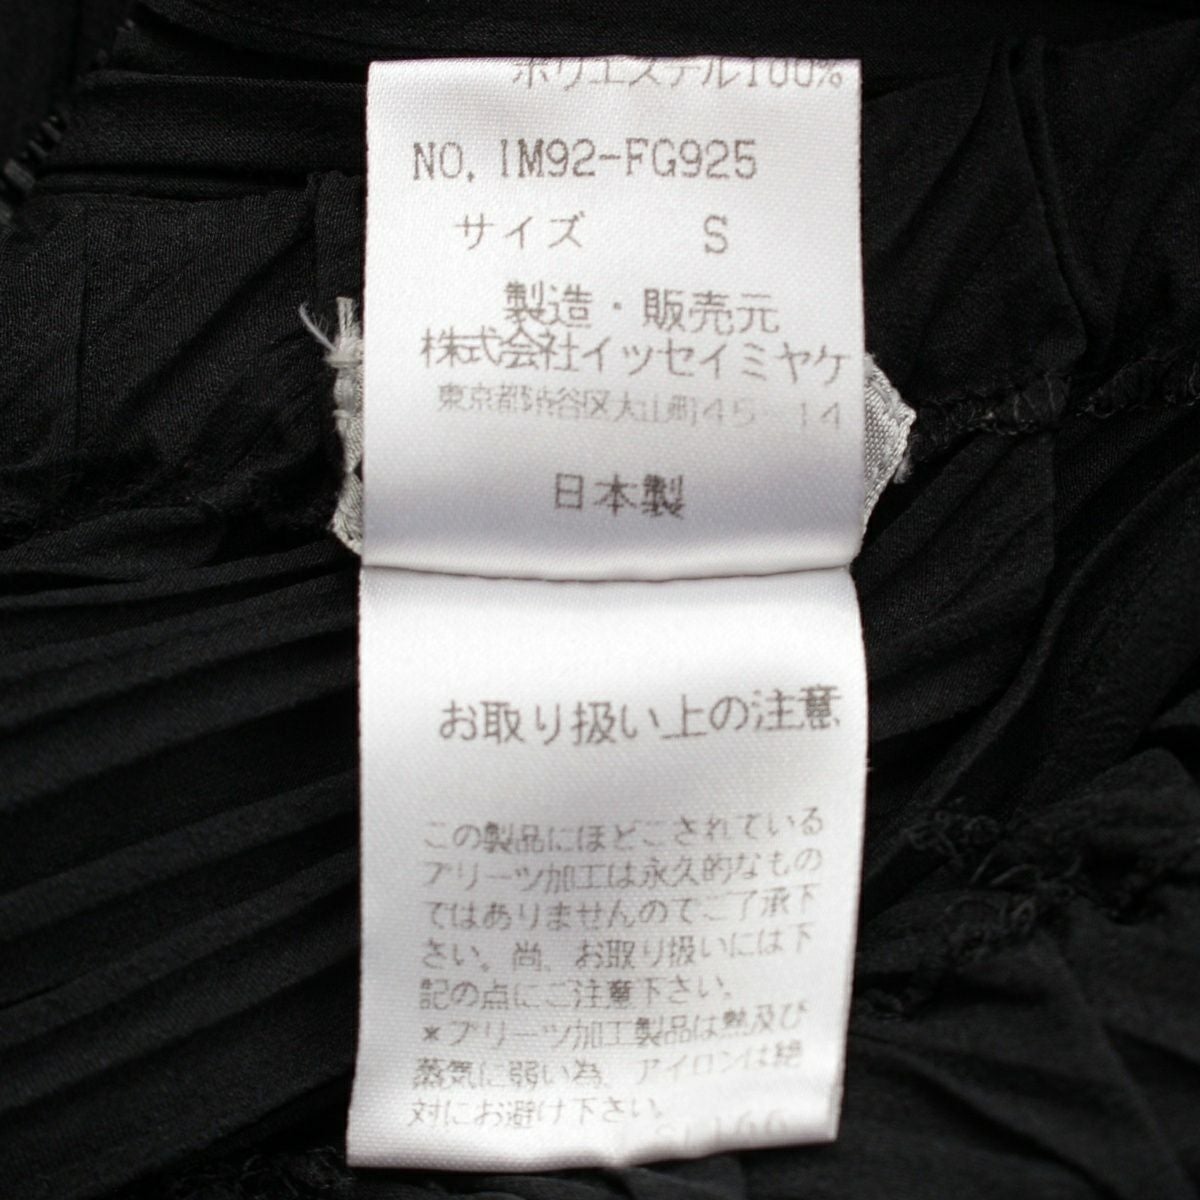 ポリエステル100%
NO. IM92-FG925
サイズ S
製造・販売元
株式会社イッセイミヤケ
東京都渋谷区大山町45-14
日本製
お取り扱い上の注意
この製品にほどこされている
プリーツ加工は永久的なもの
ではありませんのでご了承下
さい。尚、お取り扱いには下
記の点にご注意下さい。
*プリーツ加工製品は熱及び
蒸気に弱い為、アイロンは絶
対にお避け下さい。